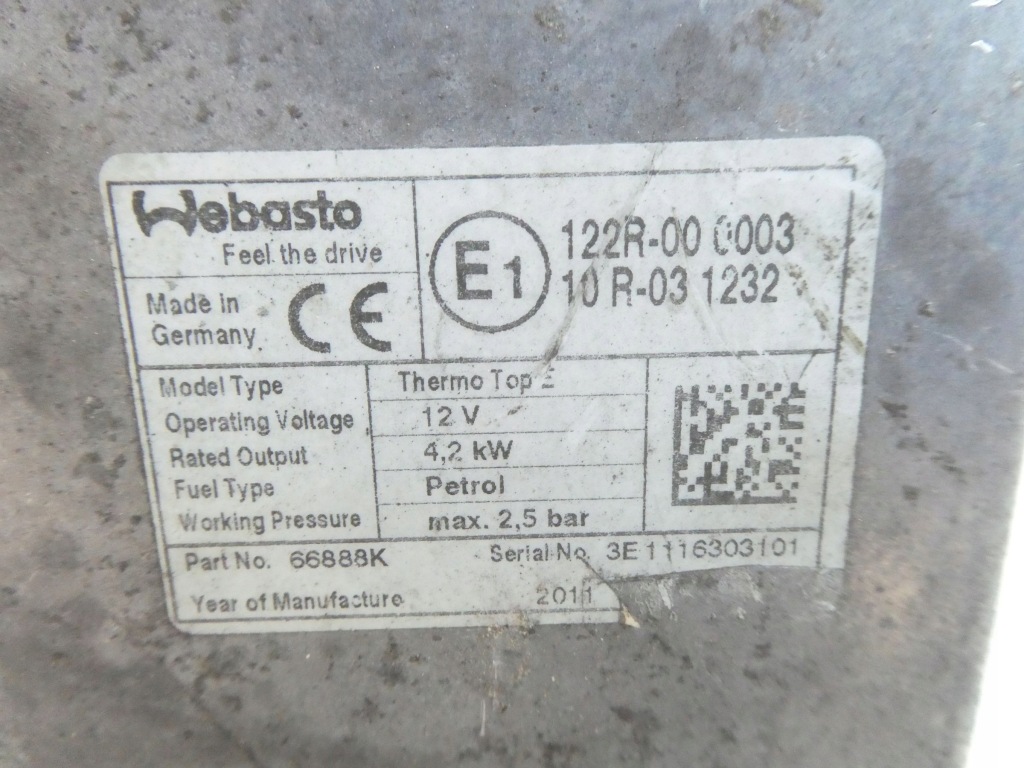 Webasto
Feel the drive
Made in
Germany
CE
E1
122R-00 0003
10 R-03 1232
Model Type Thermo Top E
Operating Voltage 12 V
Rated Output 4,2 kW
Fuel Type Petrol
Working Pressure max. 2,5 bar
Part No. 66888K Serial No. 3E1116303101
Year of Manufacture 2011